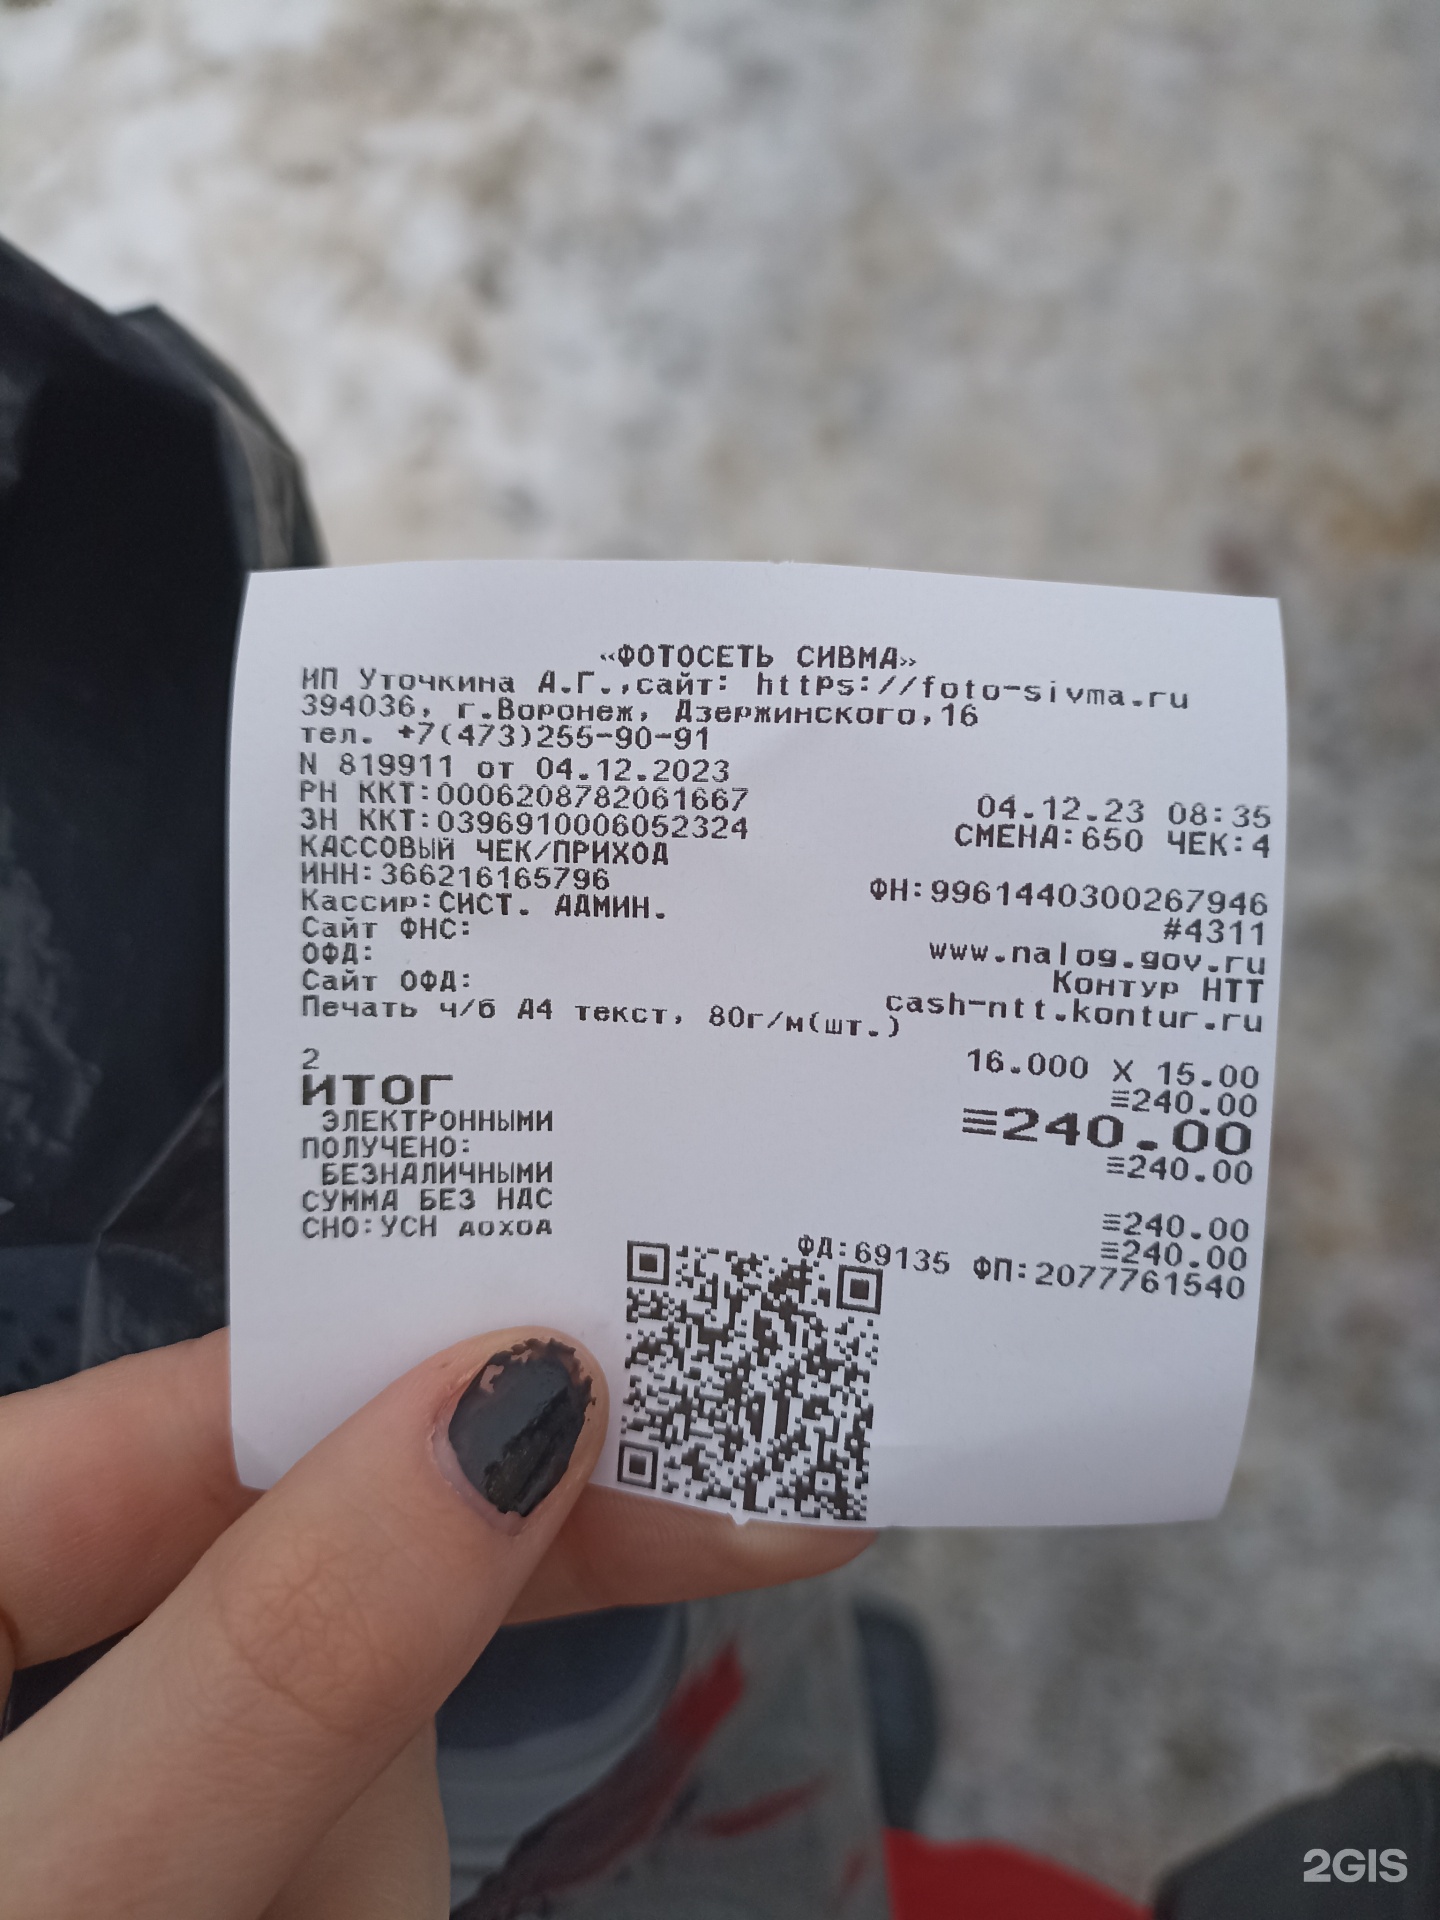 «ФОТОСЕТЬ СИВМА»
ИП Уточкина А.Г.,сайт: https://foto-sivma.ru
394036, г.Воронеж, Дзержинского,16
тел. +7(473)255-90-91
N 819911 от 04.12.2023
РН ККТ:0006208782061667 04.12.23 08:35
ЗН ККТ:0396910006052324 СМЕНА:650 ЧЕК:4
КАССОВЫЙ ЧЕК/ПРИХОД
ИНН:366216165796 ФН:9961440300267946
Кассир:СИСТ. АДМИН. #4311
Сайт ФНС: www.nalog.gov.ru
ОФД: Контур НТТ
Сайт ОФД: cash-ntt.kontur.ru
Печать ч/б А4 текст, 80г/м(шт.)
16.000 X 15.00
2 ≡240.00
ИТОГ ≡240.00
ЭЛЕКТРОННЫМИ ≡240.00
ПОЛУЧЕНО:
БЕЗНАЛИЧНЫМИ ≡240.00
СУММА БЕЗ НДС ≡240.00
СНО:УСН доход ФД:69135 ФП:2077761540
2GIS